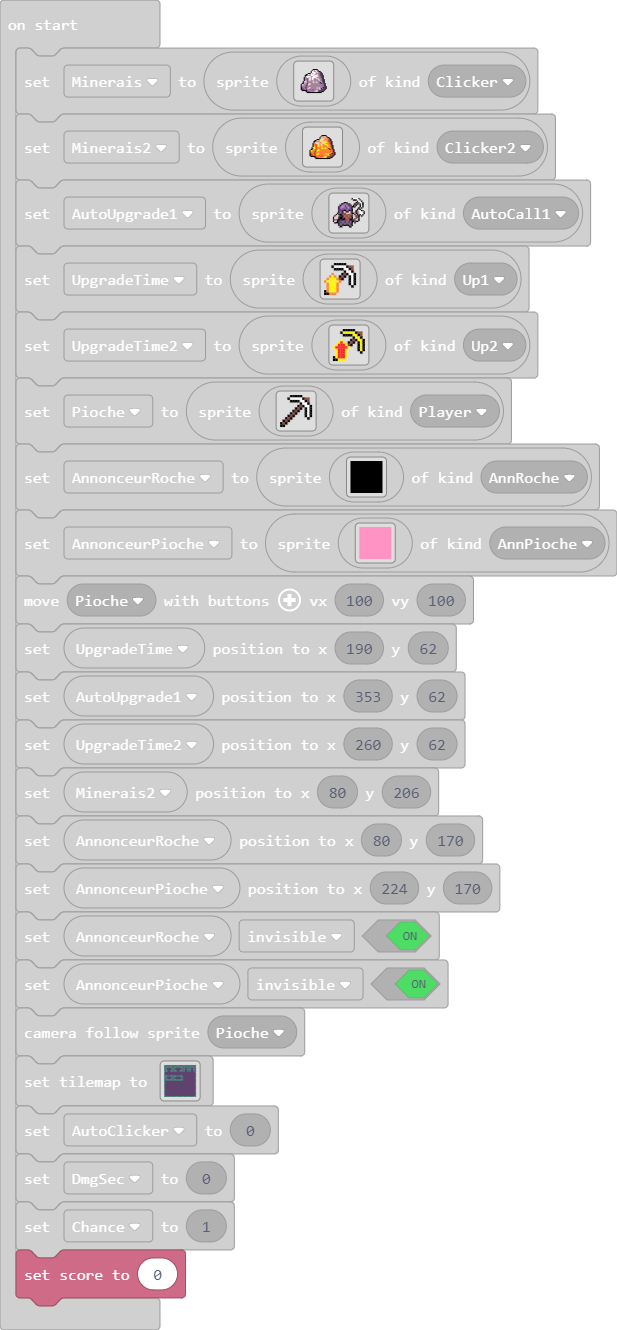 on start
set Minerais to sprite of kind Clicker
set Minerais2 to sprite of kind Clicker2
set AutoUpgrade1 to sprite of kind AutoCall1
set UpgradeTime to sprite of kind Up1
set UpgradeTime2 to sprite of kind Up2
set Pioche to sprite of kind Player
set AnnonceurRoche to sprite of kind AnnRoche
set AnnonceurPioche to sprite of kind AnnPioche
move Pioche with buttons vx 100 vy 100
set UpgradeTime position to x 190 y 62
set AutoUpgrade1 position to x 353 y 62
set UpgradeTime2 position to x 260 y 62
set Minerais2 position to x 80 y 206
set AnnonceurRoche position to x 80 y 170
set AnnonceurPioche position to x 224 y 170
set AnnonceurRoche invisible ON
set AnnonceurPioche invisible ON
camera follow sprite Pioche
set tilemap to
set AutoClicker to 0
set DmgSec to 0
set Chance to 1
set score to 0